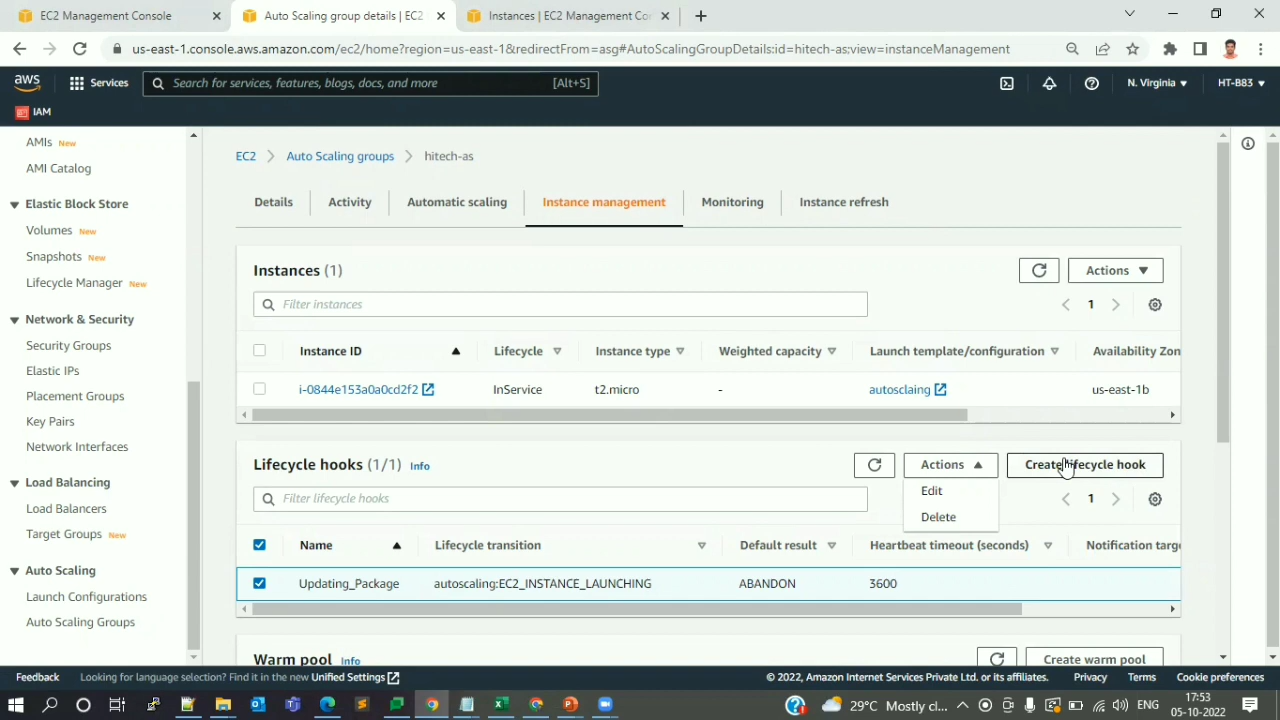 EC2 Management Console
Auto Scaling group details | EC2
Instances | EC2 Management Con
us-east-1.console.aws.amazon.com/ec2/home?region=us-east-1&redirectFrom=asg#AutoScalingGroupDetails:id=hitech-as;view=instanceManagement
aws Services Search for services, features, blogs, docs, and more [Alt+S] N. Virginia HT-B83
IAM
AMIs New
AMI Catalog
Elastic Block Store
Volumes New
Snapshots New
Lifecycle Manager New
Network & Security
Security Groups
Elastic IPs
Placement Groups
Key Pairs
Network Interfaces
Load Balancing
Load Balancers
Target Groups New
Auto Scaling
Launch Configurations
Auto Scaling Groups
EC2 Auto Scaling groups hitech-as
Details Activity Automatic scaling Instance management Monitoring Instance refresh
Instances (1) Actions
Filter instances 1
Instance ID Lifecycle Instance type Weighted capacity Launch template/configuration Availability Zon
i-0844e153a0a0cd2f2 InService t2.micro - autosclaing us-east-1b
Lifecycle hooks (1/1) Info Actions Create lifecycle hook
Filter lifecycle hooks 1
Edit
Delete
Name Lifecycle transition Default result Heartbeat timeout (seconds) Notification targe
Updating_Package autoscaling:EC2_INSTANCE_LAUNCHING ABANDON 3600
Warm pool Info Create warm pool
Feedback Looking for language selection? Find it in the new Unified Settings © 2022, Amazon Internet Services Private Ltd. or its affiliates. Privacy Terms Cookie preferences
29°C Mostly cl... ENG 17:53
05-10-2022